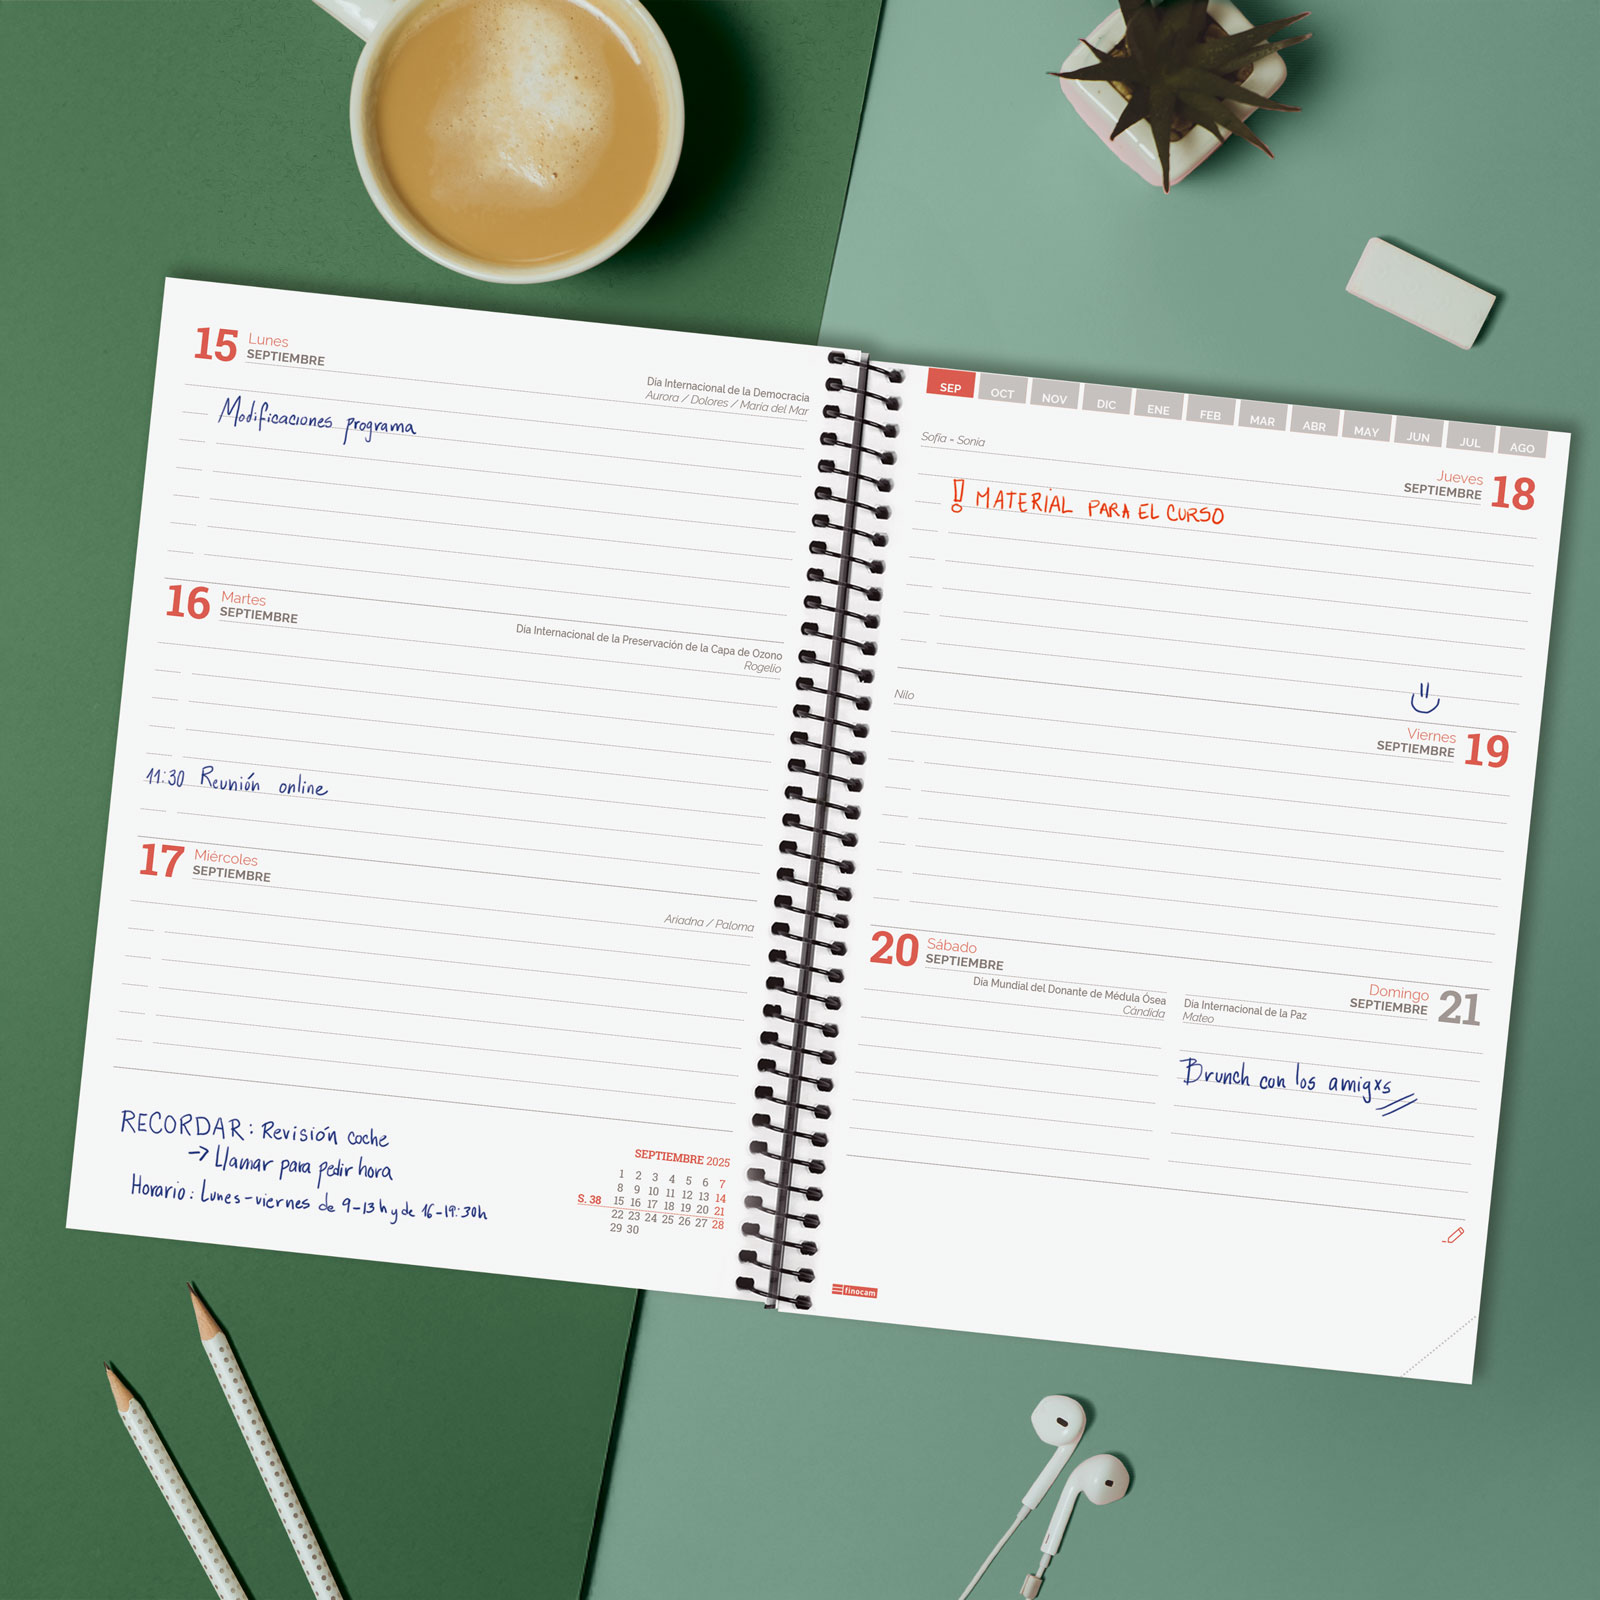 15 Lunes
SEPTIEMBRE
Día Internacional de la Democracia
Aurora / Dolores / María del Mar
Modificaciones programa
16 Martes
SEPTIEMBRE
Día Internacional de la Preservación de la Capa de Ozono
Rogelio
11:30 Reunión online
17 Miércoles
SEPTIEMBRE
Ariadna / Paloma
RECORDAR: Revisión coche
→ Llamar para pedir hora
Horario: Lunes-viernes de 9-13h y de 16-19:30h
SEPTIEMBRE 2025
1 2 3 4 5 6 7
8 9 10 11 12 13 14
S. 38 15 16 17 18 19 20 21
22 23 24 25 26 27 28
29 30
SEP OCT NOV DIC ENE FEB MAR ABR MAY JUN JUL AGO
Sofía - Sonia
Jueves 18
SEPTIEMBRE
! MATERIAL PARA EL CURSO
Nilo
Viernes 19
SEPTIEMBRE
20 Sábado
SEPTIEMBRE
Día Mundial del Donante de Médula Ósea
Cándida
Domingo 21
SEPTIEMBRE
Día Internacional de la Paz
Mateo
Brunch con los amigxs
finocam